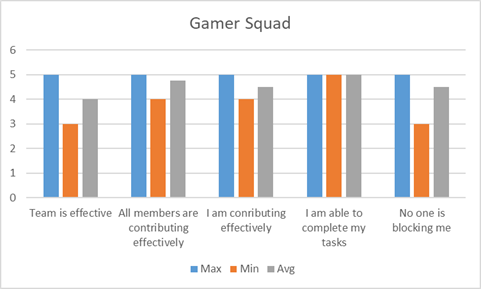 Gamer Squad
6
5
4
3
2
1
0
Team is effective
All members are
contributing
effectively
I am conributing
effectively
I am able to
complete my
tasks
No one is
blocking me
Max Min Avg